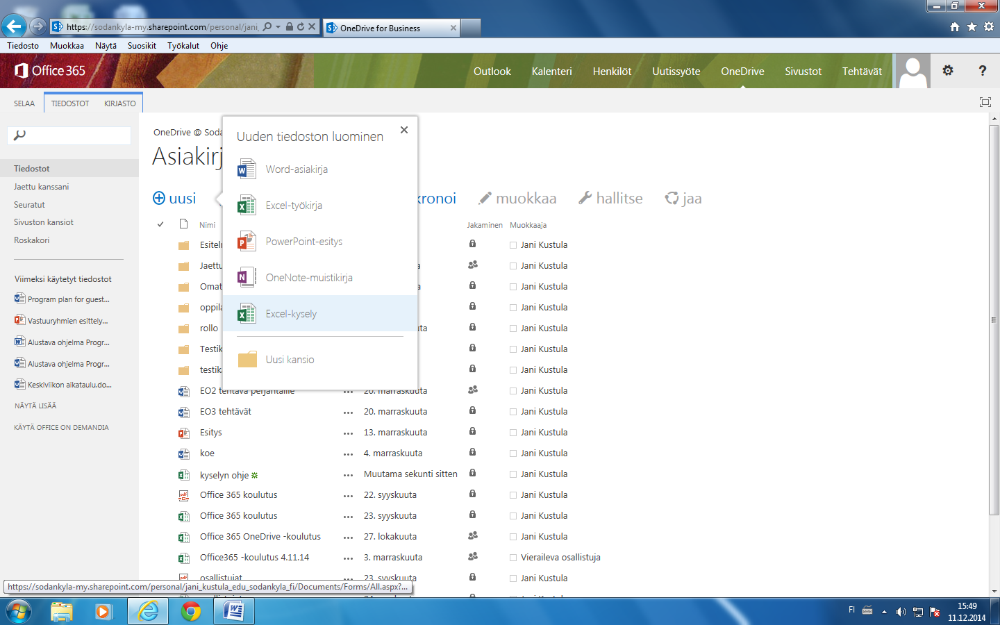 https://sodankyla-my.sharepoint.com/personal/jani_
OneDrive for Business
Tiedosto Muokkaa Näytä Suosikit Työkalut Ohje
Office 365
Outlook Kalenteri Henkilöt Uutissyöte OneDrive Sivustot Tehtävät ?
SELAA TIEDOSTOT KIRJASTO
OneDrive @ Soda
Asiakirj
Tiedostot
Jaettu kanssani
Seuratut
Sivuston kansiot
Roskakori
Viimeksi käytetyt tiedostot
Program plan for guest...
Vastuuryhmien esittely...
Alustava ohjelma Progr...
Alustava ohjelma Progr...
Keskiviikon aikataulu.do...
NÄYTÄ LISÄÄ
KÄYTÄ OFFICE ON DEMANDIA
Uuden tiedoston luominen
Word-asiakirja
Excel-työkirja
PowerPoint-esitys
OneNote-muistikirja
Excel-kysely
Uusi kansio
uusi kronoi muokkaa hallitse jaa
Nimi Jakaminen Muokkaaja
Esiteln Jani Kustula
Jaettu a Jani Kustula
Omat a Jani Kustula
oppila Jani Kustula
rollo uta Jani Kustula
Testik Jani Kustula
testika Jani Kustula
EO2 tehtävä perjantaille ... 20. marraskuuta Jani Kustula
EO3 tehtävät ... 20. marraskuuta Jani Kustula
Esitys ... 13. marraskuuta Jani Kustula
koe ... 4. marraskuuta Jani Kustula
kyselyn ohje ... Muutama sekunti sitten Jani Kustula
Office 365 koulutus ... 22. syyskuuta Jani Kustula
Office 365 koulutus ... 23. syyskuuta Jani Kustula
Office 365 OneDrive -koulutus ... 27. lokakuuta Jani Kustula
Office365 -koulutus 4.11.14 ... 3. marraskuuta Vieraileva osallistuja
osallistujat ... 23. syyskuuta Jani Kustula
https://sodankyla-my.sharepoint.com/personal/jani_kustula_edu_sodankyla_fi/Documents/Forms/All.aspx?...
FI
15:49
11.12.2014